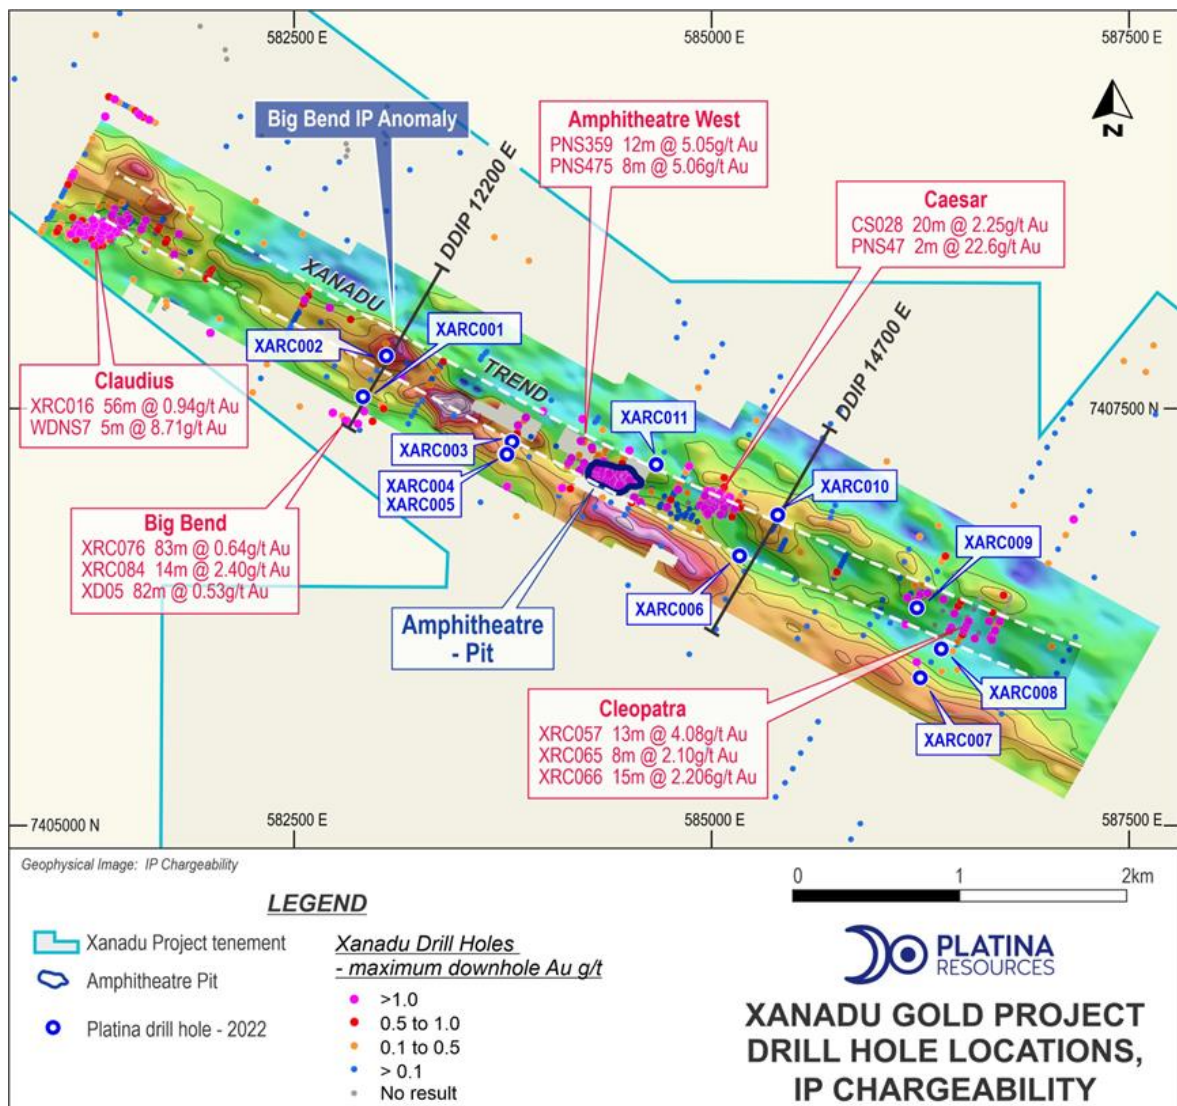 582500 E
585000 E
587500 E
N
Big Bend IP Anomaly
DDIP 12200 E
Amphitheatre West
PNS359 12m @ 5.05g/t Au
PNS475 8m @ 5.06g/t Au
Caesar
CS028 20m @ 2.25g/t Au
PNS47 2m @ 22.6g/t Au
XANADU
TREND
DDIP 14700 E
XARC001
XARC002
Claudius
XRC016 56m @ 0.94g/t Au
WDNS7 5m @ 8.71g/t Au
7407500 N
XARC011
XARC003
XARC004
XARC005
XARC010
Big Bend
XRC076 83m @ 0.64g/t Au
XRC084 14m @ 2.40g/t Au
XD05 82m @ 0.53g/t Au
XARC009
XARC006
Amphitheatre
- Pit
XARC008
Cleopatra
XRC057 13m @ 4.08g/t Au
XRC065 8m @ 2.10g/t Au
XRC066 15m @ 2.206g/t Au
XARC007
7405000 N
582500 E
585000 E
587500 E
Geophysical Image: IP Chargeability
LEGEND
Xanadu Project tenement
Amphitheatre Pit
Platina drill hole - 2022
Xanadu Drill Holes
- maximum downhole Au g/t
>1.0
0.5 to 1.0
0.1 to 0.5
> 0.1
No result
0 1 2km
PLATINA
RESOURCES
XANADU GOLD PROJECT
DRILL HOLE LOCATIONS,
IP CHARGEABILITY